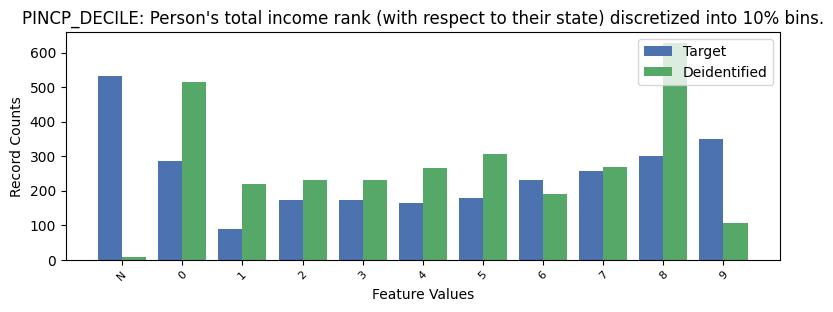 PINCP_DECILE: Person's total income rank (with respect to their state) discretized into 10% bins.
Target
Deidentified
Record Counts
600
500
400
300
200
100
0
N 0 1 2 3 4 5 6 7 8 9
Feature Values